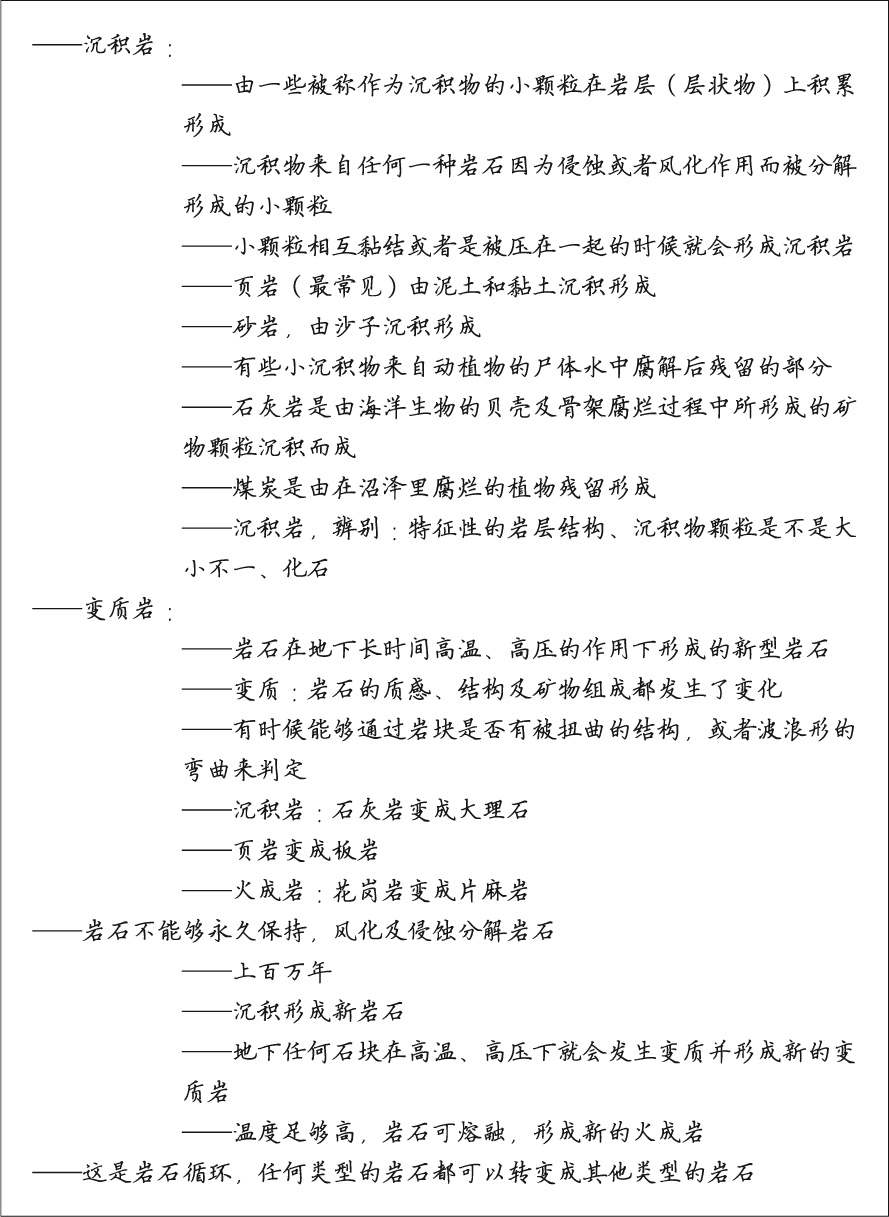 ——沉积岩：
——由一些被称作为沉积物的小颗粒在岩层（层状物）上积累
形成
——沉积物来自任何一种岩石因为侵蚀或者风化作用而被分解
形成的小颗粒
——小颗粒相互黏结或者是被压在一起的时候就会形成沉积岩
——页岩（最常见）由泥土和黏土沉积形成
——砂岩，由沙子沉积形成
——有些小沉积物来自动植物的尸体水中腐解后残留的部分
——石灰岩是由海洋生物的贝壳及骨架腐烂过程中所形成的矿
物颗粒沉积而成
——煤炭是由在沼泽里腐烂的植物残留形成
——沉积岩，辨别：特征性的岩层结构、沉积物颗粒是不是大
小不一、化石
——变质岩：
——岩石在地下长时间高温、高压的作用下形成的新型岩石
——变质：岩石的质感、结构及矿物组成都发生了变化
——有时候能够通过岩块是否有被扭曲的结构，或者波浪形的
弯曲来判定
——沉积岩：石灰岩变成大理石
——页岩变成板岩
——火成岩：花岗岩变成片麻岩
——岩石不能够永久保持，风化及侵蚀分解岩石
——上百万年
——沉积形成新岩石
——地下任何石块在高温、高压下就会发生变质并形成新的变
质岩
——温度足够高，岩石可熔融，形成新的火成岩
——这是岩石循环，任何类型的岩石都可以转变成其他类型的岩石